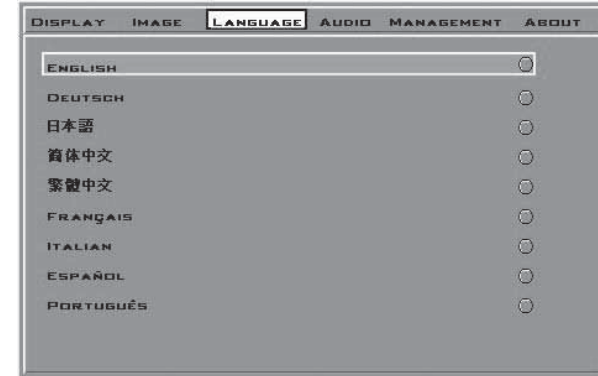 DISPLAY IMAGE LANGUAGE AUDIO MANAGEMENT ABOUT
ENGLISH
DEUTSCH
日本語
简体中文
繁體中文
FRANÇAIS
ITALIAN
ESPAÑOL
PORTUGUÊS